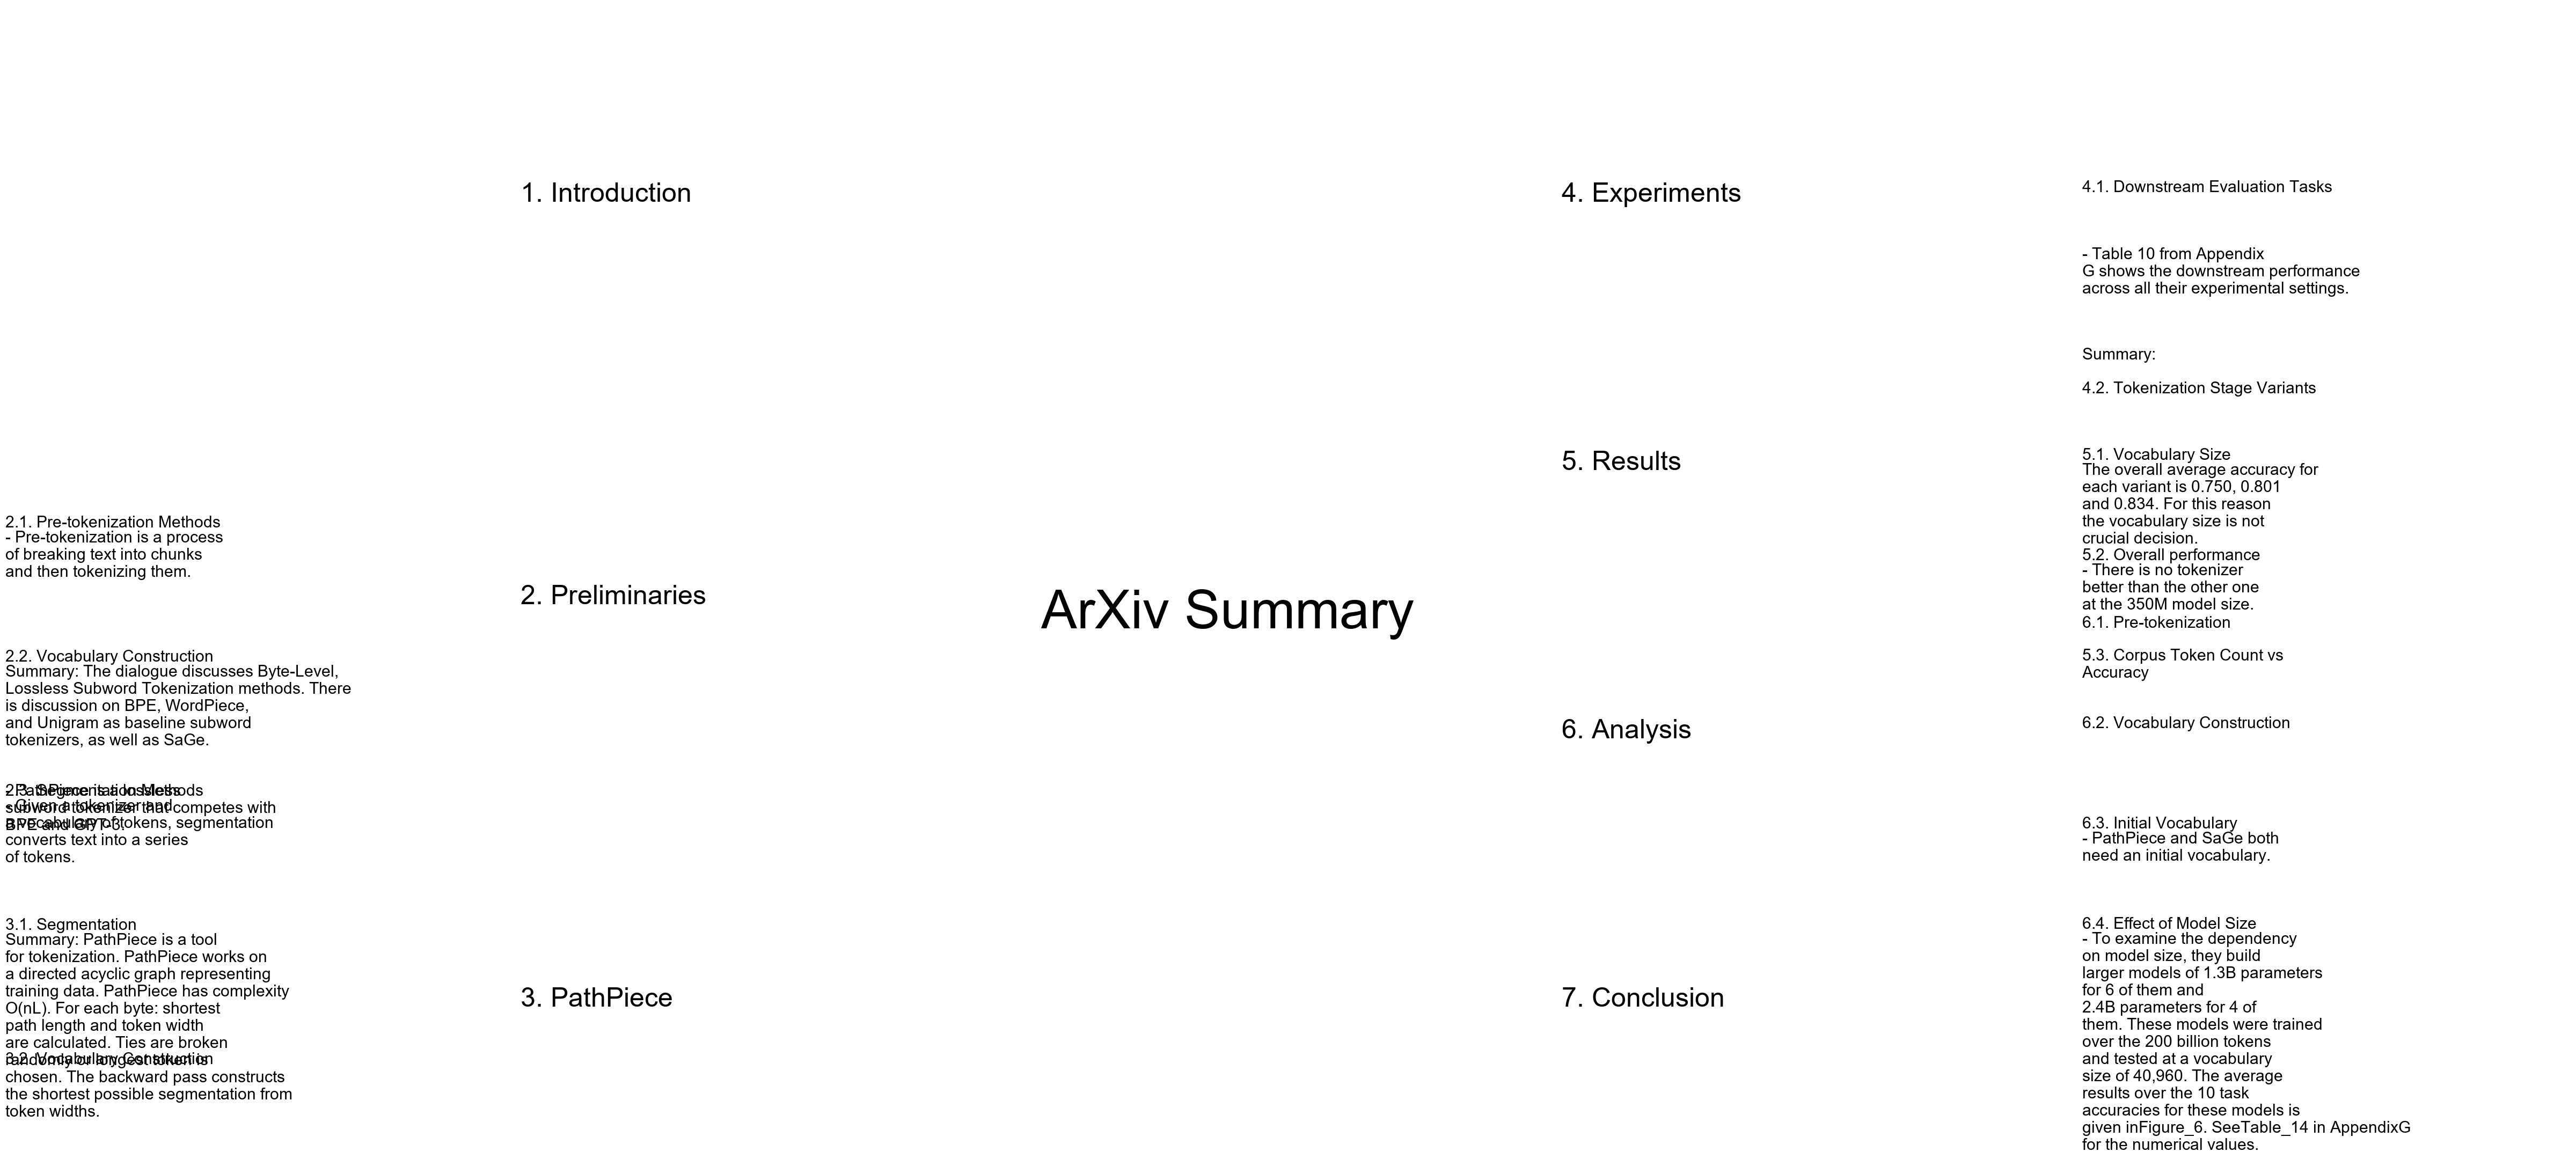 ArXiv Summary
1. Introduction
2. Preliminaries
2.1. Pre-tokenization Methods
- Pre-tokenization is a process
of breaking text into chunks
and then tokenizing them.
2.2. Vocabulary Construction
Summary: The dialogue discusses Byte-Level,
Lossless Subword Tokenization methods. There
is discussion on BPE, WordPiece,
and Unigram as baseline subword
tokenizers, as well as SaGe.
2.3. Segmentation Methods
- Given a tokenizer and
a vocabulary of tokens, segmentation
converts text into a series
of tokens.
3. PathPiece
- PathPiece is a lossless
subword tokenizer that competes with
BPE and GPT-3.
3.1. Segmentation
Summary: PathPiece is a tool
for tokenization. PathPiece works on
a directed acyclic graph representing
training data. PathPiece has complexity
O(nL). For each byte: shortest
path length and token width
are calculated. Ties are broken
randomly or longest token is
chosen. The backward pass constructs
the shortest possible segmentation from
token widths.
3.2. Vocabulary Construction
4. Experiments
4.1. Downstream Evaluation Tasks
- Table 10 from Appendix
G shows the downstream performance
across all their experimental settings.
Summary:
4.2. Tokenization Stage Variants
5. Results
5.1. Vocabulary Size
The overall average accuracy for
each variant is 0.750, 0.801
and 0.834. For this reason
the vocabulary size is not
crucial decision.
5.2. Overall performance
- There is no tokenizer
better than the other one
at the 350M model size.
5.3. Corpus Token Count vs
Accuracy
6. Analysis
6.1. Pre-tokenization
6.2. Vocabulary Construction
6.3. Initial Vocabulary
- PathPiece and SaGe both
need an initial vocabulary.
6.4. Effect of Model Size
- To examine the dependency
on model size, they build
larger models of 1.3B parameters
for 6 of them and
2.4B parameters for 4 of
them. These models were trained
over the 200 billion tokens
and tested at a vocabulary
size of 40,960. The average
results over the 10 task
accuracies for these models is
given inFigure_6. SeeTable_14 in AppendixG
for the numerical values.
7. Conclusion